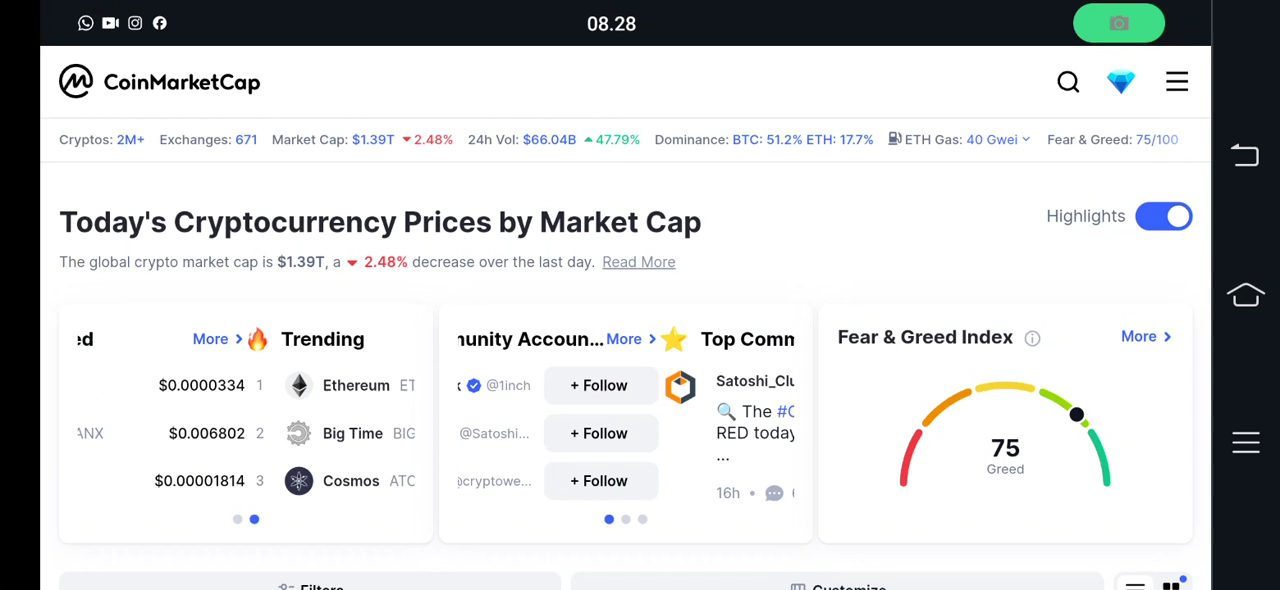 08.28
CoinMarketCap
Cryptos: 2M+ Exchanges: 671 Market Cap: $1.39T 2.48% 24h Vol: $66.04B 47.79% Dominance: BTC: 51.2% ETH: 17.7% ETH Gas: 40 Gwei Fear & Greed: 75/100
Today's Cryptocurrency Prices by Market Cap
Highlights
The global crypto market cap is $1.39T, a 2.48% decrease over the last day. Read More
ed More > Trending
$0.0000334 1 Ethereum ET
ANX $0.006802 2 Big Time BIG
$0.00001814 3 Cosmos ATC
munity Accoun... More > Top Comm
@1inch + Follow
@Satoshi... + Follow
@cryptowe... + Follow
Satoshi_Clu
🔍 The #C
RED today
...
16h •
Fear & Greed Index More >
75
Greed
Filters
Customize